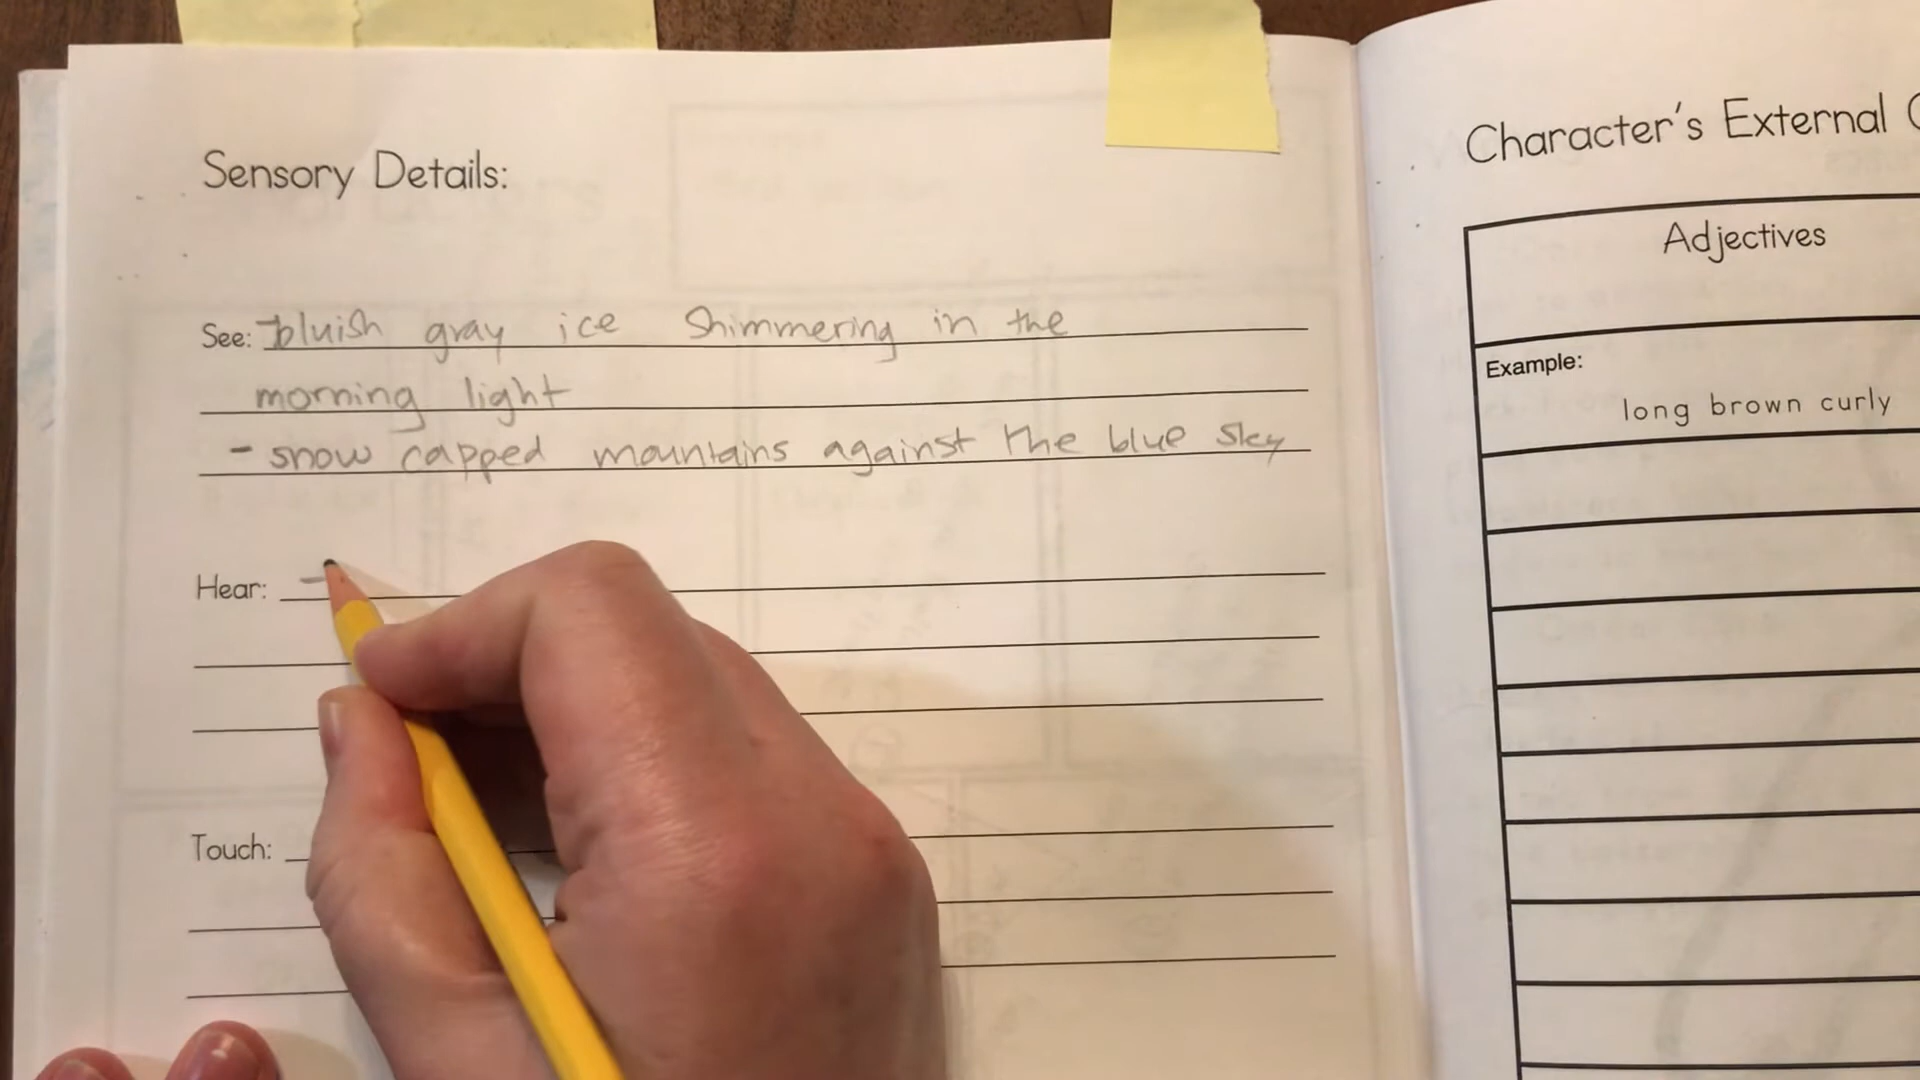 Sensory Details:
See: -bluish gray ice Shimmering in the
morning light
- snow capped mountains against the blue sky
Hear: -
Touch:
Character's External
Adjectives
Example:
long brown curly